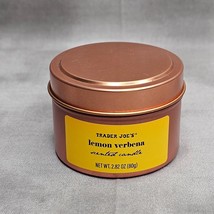 TRADER JOE'S
lemon verbena
scented candle
NET WT. 2.82 OZ (80g)